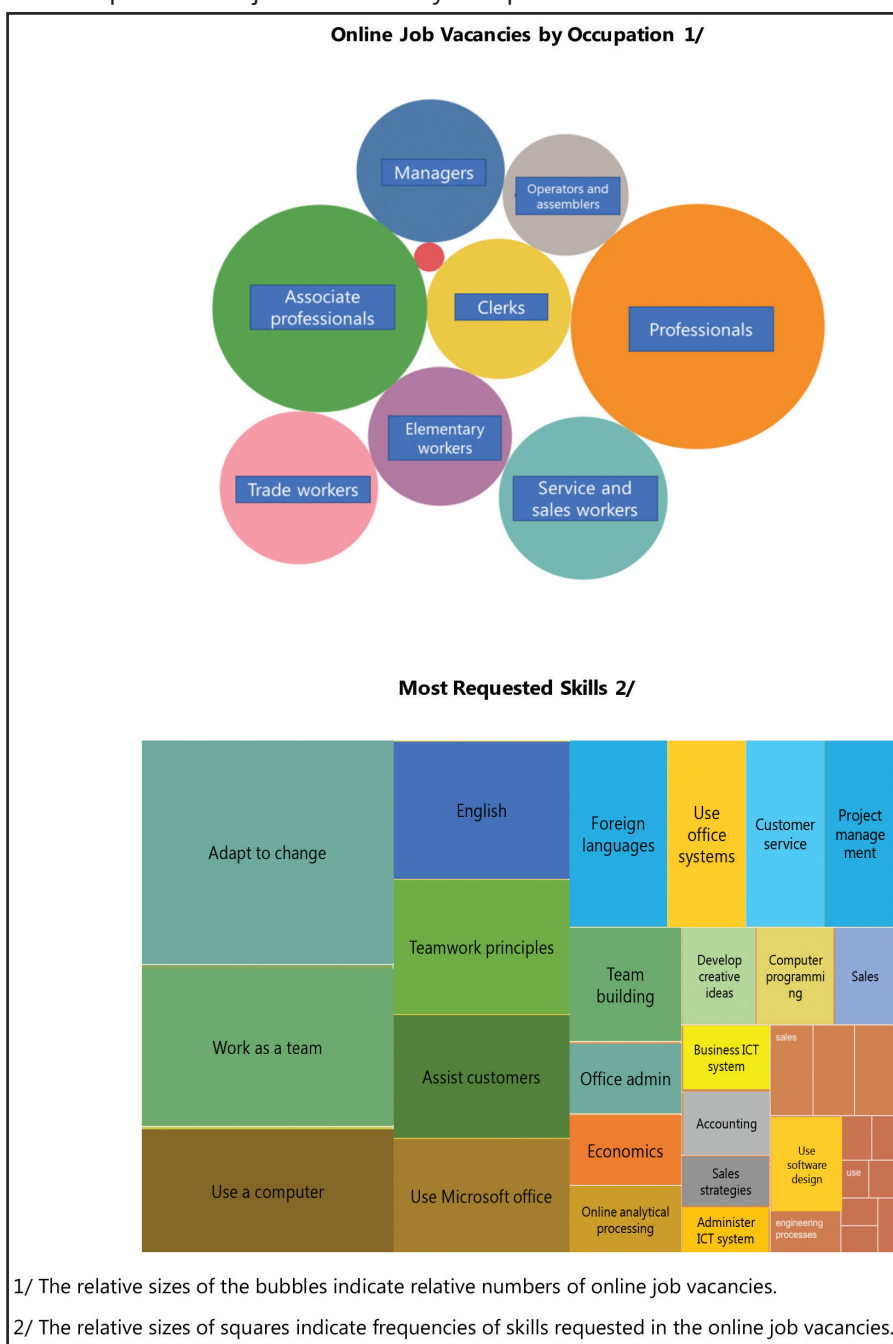 Online Job Vacancies by Occupation 1/
Managers
Operators and
assemblers
Associate
professionals
Clerks
Professionals
Elementary
workers
Trade workers
Service and
sales workers
Most Requested Skills 2/
Adapt to change
English
Foreign
languages
Use
office
systems
Customer
service
Project
manage
ment
Teamwork principles
Team
building
Develop
creative
ideas
Computer
programmi
ng
Sales
Work as a team
Assist customers
Office admin
Business ICT
system
sales
Accounting
Economics
Use
software
design
use
Use a computer
Use Microsoft office
Sales
strategies
Online analytical
processing
Administer
ICT system
engineering
processes
1/ The relative sizes of the bubbles indicate relative numbers of online job vacancies.
2/ The relative sizes of squares indicate frequencies of skills requested in the online job vacancies